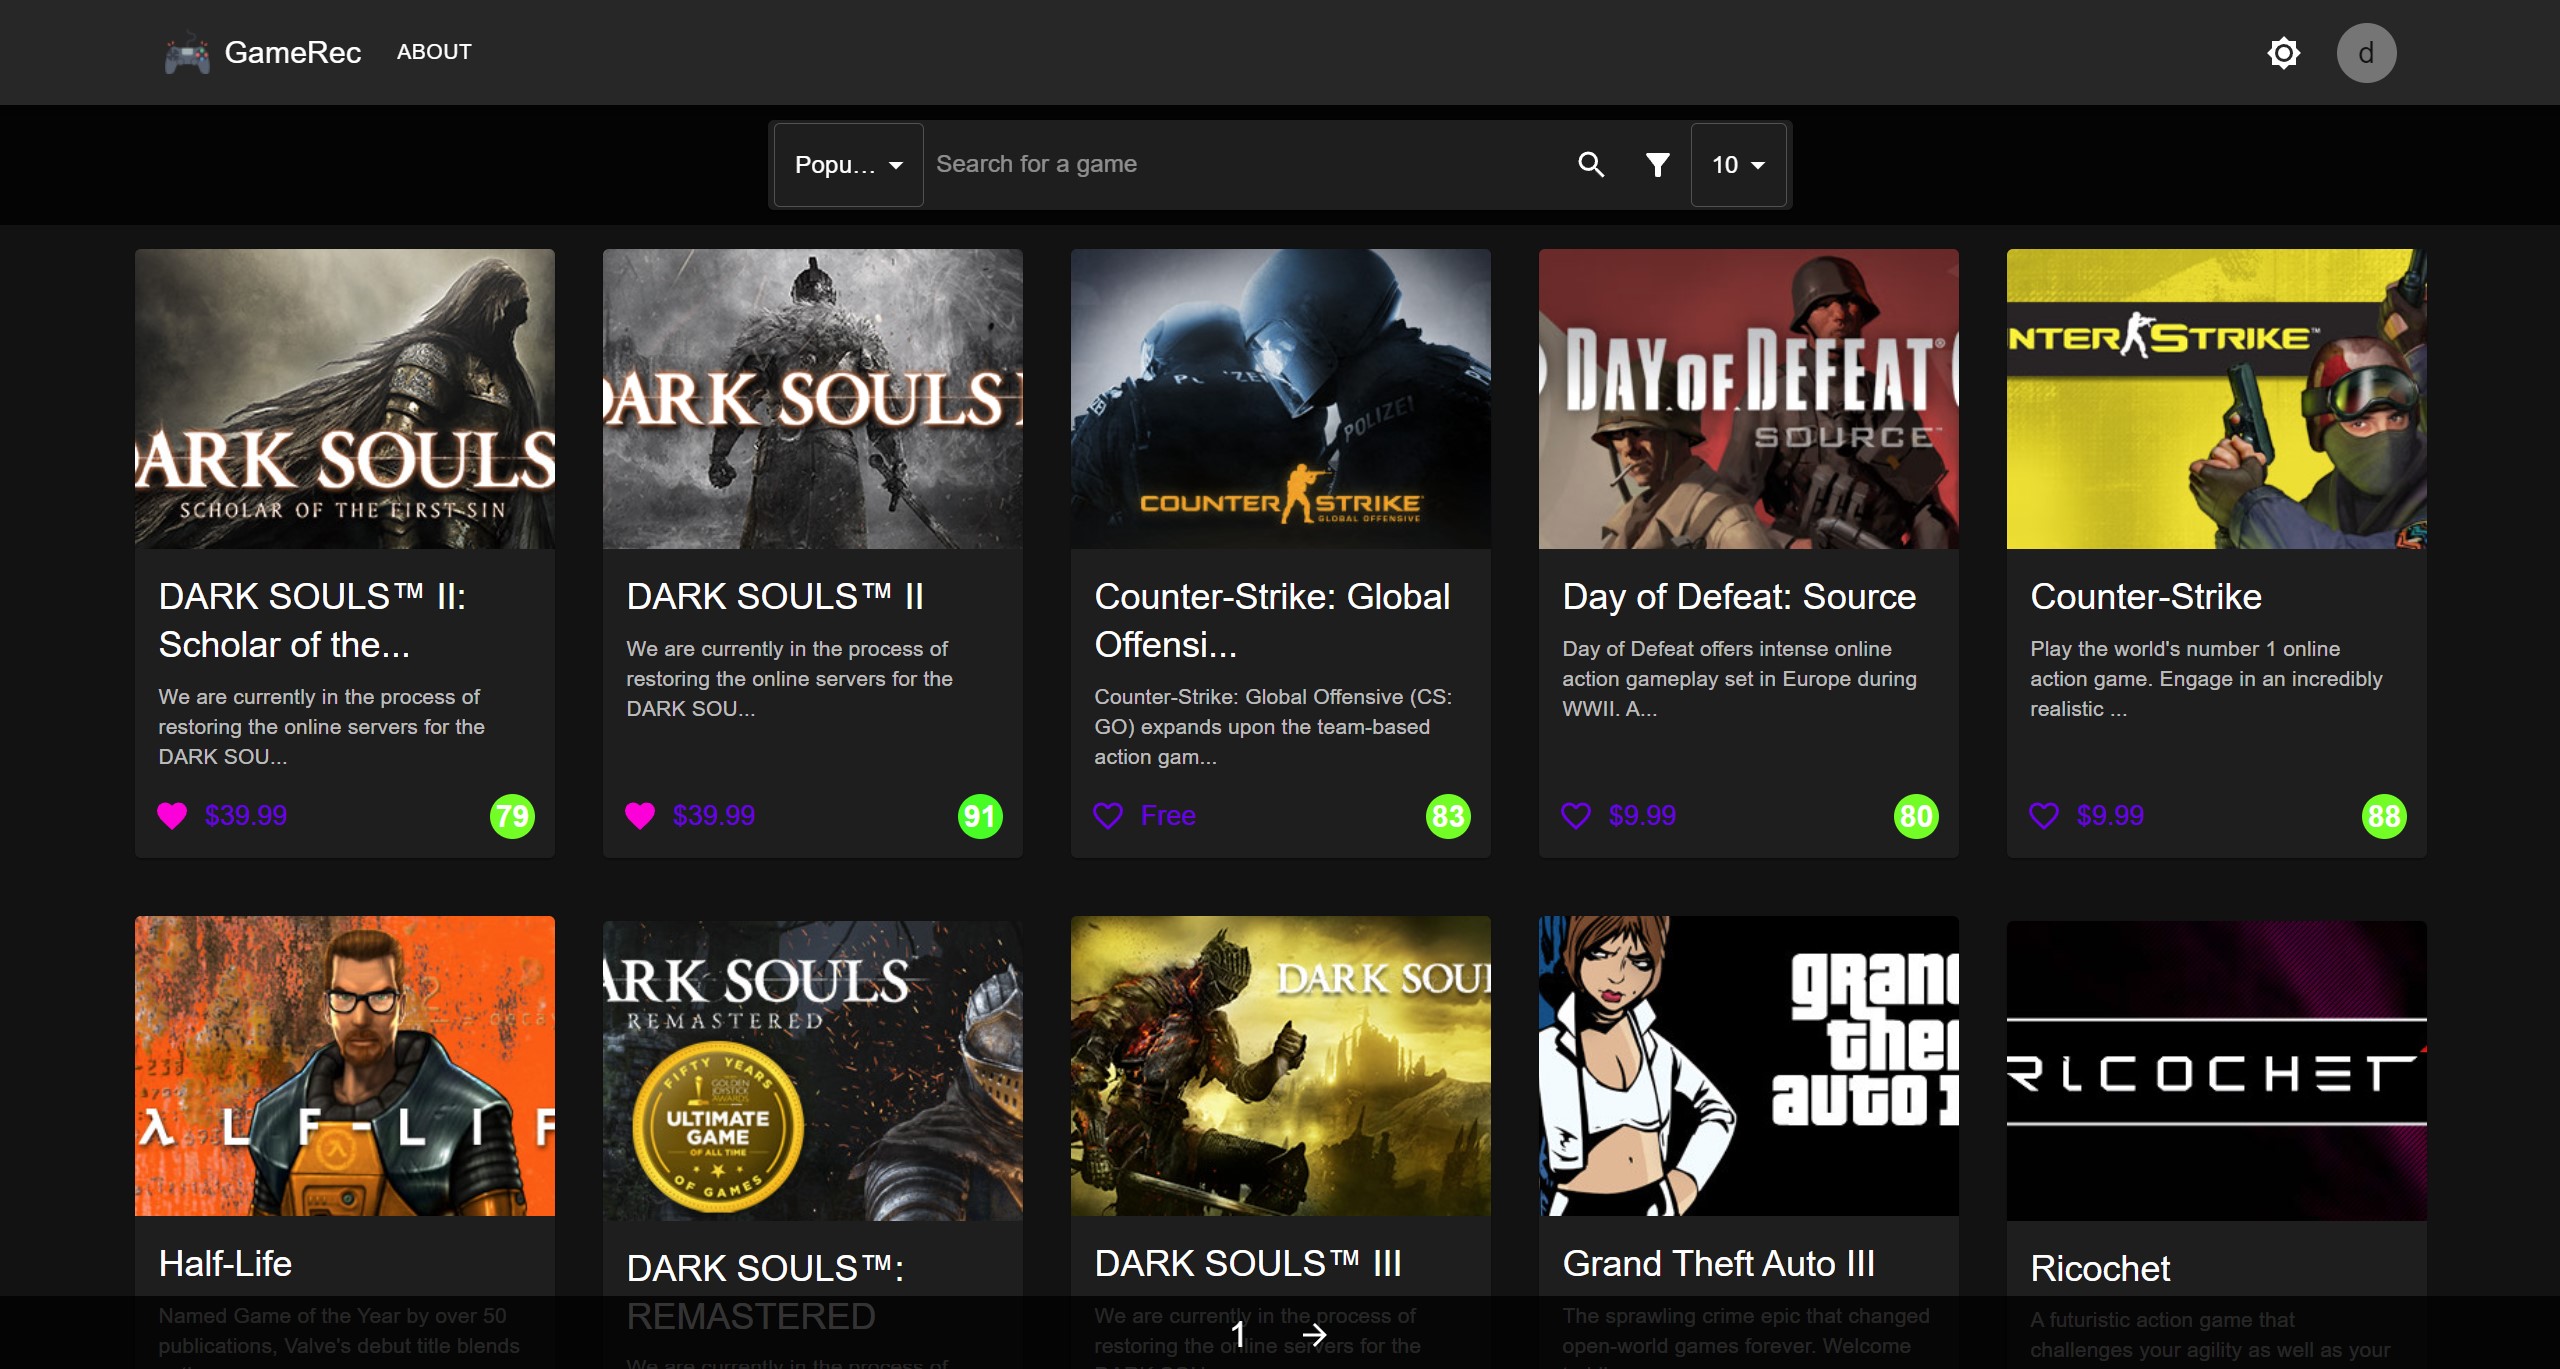 GameRec
ABOUT
d
Popu...
Search for a game
10
ARK SOULS
SCHOLAR OF THE FIRST SIN
DARK SOULS I
POLIZEI
COUNTER STRIKE
GLOBAL OFFENSIVE
DAY OF DEFEAT
SOURCE™
NTER STRIKE™
DARK SOULS™ II:
Scholar of the...
We are currently in the process of
restoring the online servers for the
DARK SOU...
$39.99
79
DARK SOULS™ II
We are currently in the process of
restoring the online servers for the
DARK SOU...
$39.99
91
Counter-Strike: Global
Offensi...
Counter-Strike: Global Offensive (CS:
GO) expands upon the team-based
action gam...
Free
83
Day of Defeat: Source
Day of Defeat offers intense online
action gameplay set in Europe during
WWII. A...
$9.99
80
Counter-Strike
Play the world's number 1 online
action game. Engage in an incredibly
realistic ...
$9.99
88
λ L F - L I F
ARK SOULS
REMASTERED
FIFTY YEARS
GOLDEN
JOYSTICK
AWARDS
ULTIMATE
GAME
OF ALL TIME
OF GAMES
DARK SOU
gran
the
auto I
RICOCHET
Half-Life
Named Game of the Year by over 50
publications, Valve's debut title blends
DARK SOULS™:
REMASTERED
We are currently in the process of
DARK SOULS™ III
We are currently in the process of
restoring the online servers for the
DARK SOU...
Grand Theft Auto III
The sprawling crime epic that changed
open-world games forever. Welcome
Ricochet
A futuristic action game that
challenges your agility as well as your
1